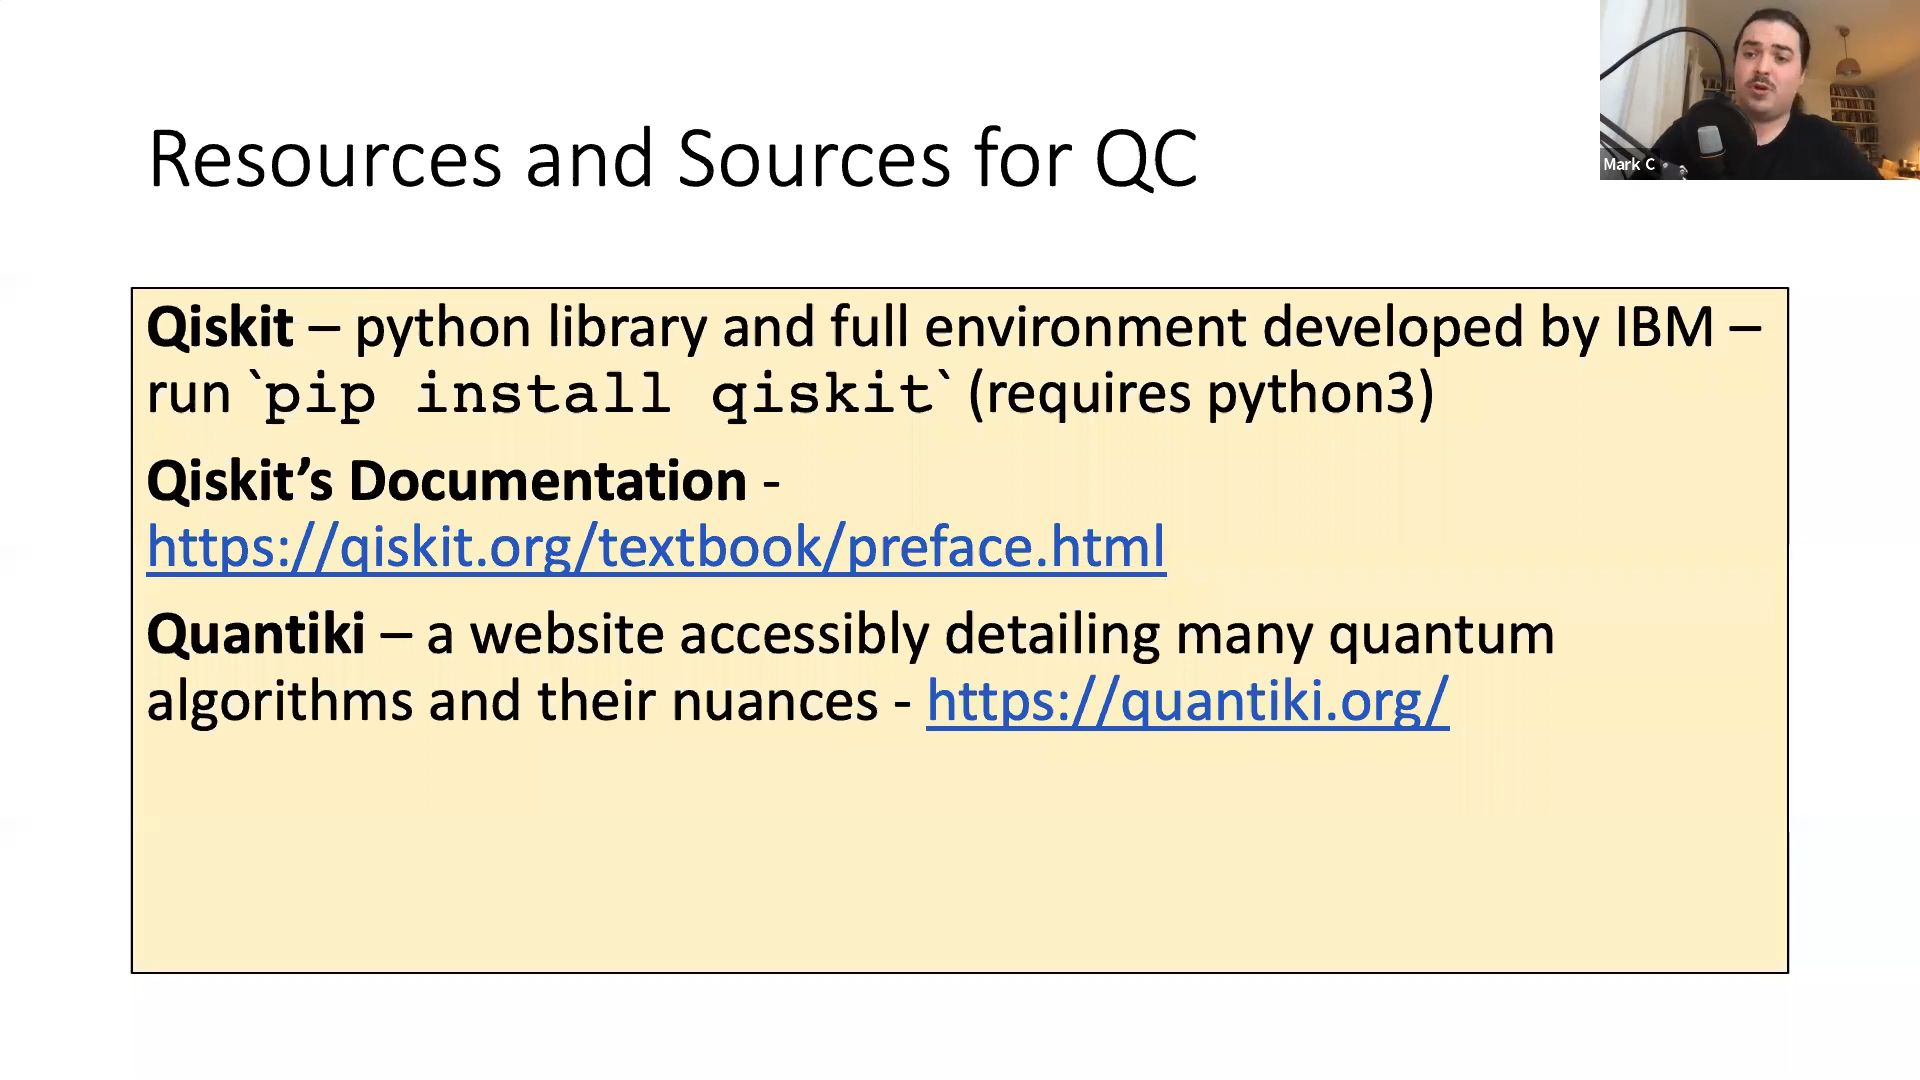 Resources and Sources for QC
Mark C
Qiskit – python library and full environment developed by IBM –
run `pip install qiskit` (requires python3)
Qiskit’s Documentation -
https://qiskit.org/textbook/preface.html
Quantiki – a website accessibly detailing many quantum
algorithms and their nuances - https://quantiki.org/